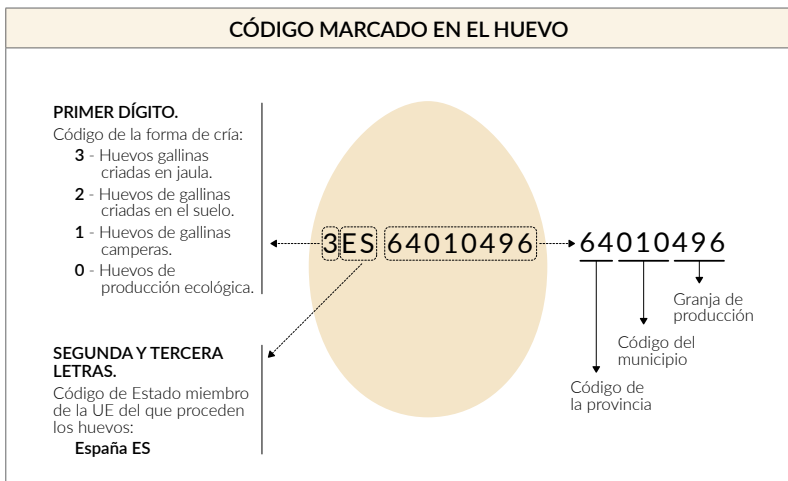 CÓDIGO MARCADO EN EL HUEVO
PRIMER DÍGITO.
Código de la forma de cría:
3 - Huevos gallinas
criadas en jaula.
2 - Huevos de gallinas
criadas en el suelo.
1 - Huevos de gallinas
camperas.
0 - Huevos de
producción ecológica.
3ES 64010496
64010496
Granja de
producción
Código del
municipio
Código de
la provincia
SEGUNDA Y TERCERA
LETRAS.
Código de Estado miembro
de la UE del que proceden
los huevos:
España ES